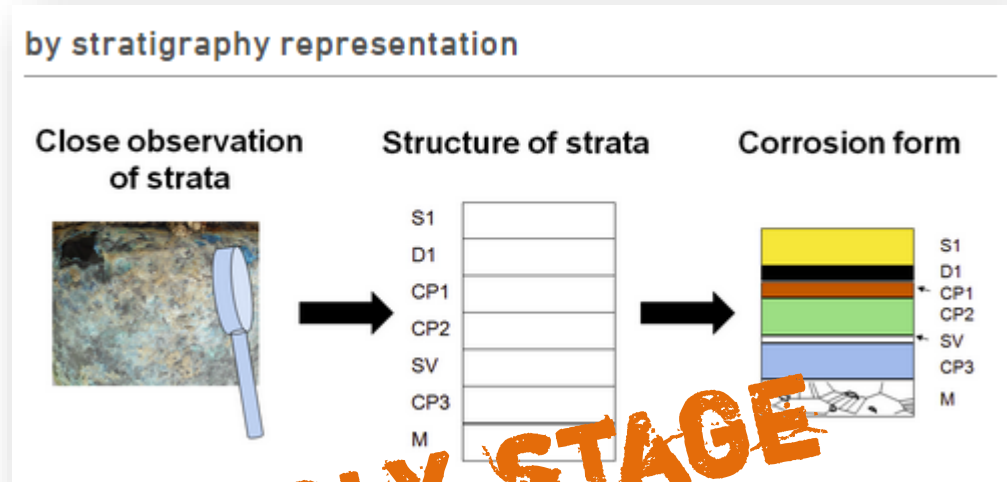 by stratigraphy representation
Close observation
of strata
Structure of strata
Corrosion form
S1
D1
CP1
CP2
SV
CP3
M
S1
D1
CP1
CP2
SV
CP3
M
STAGE